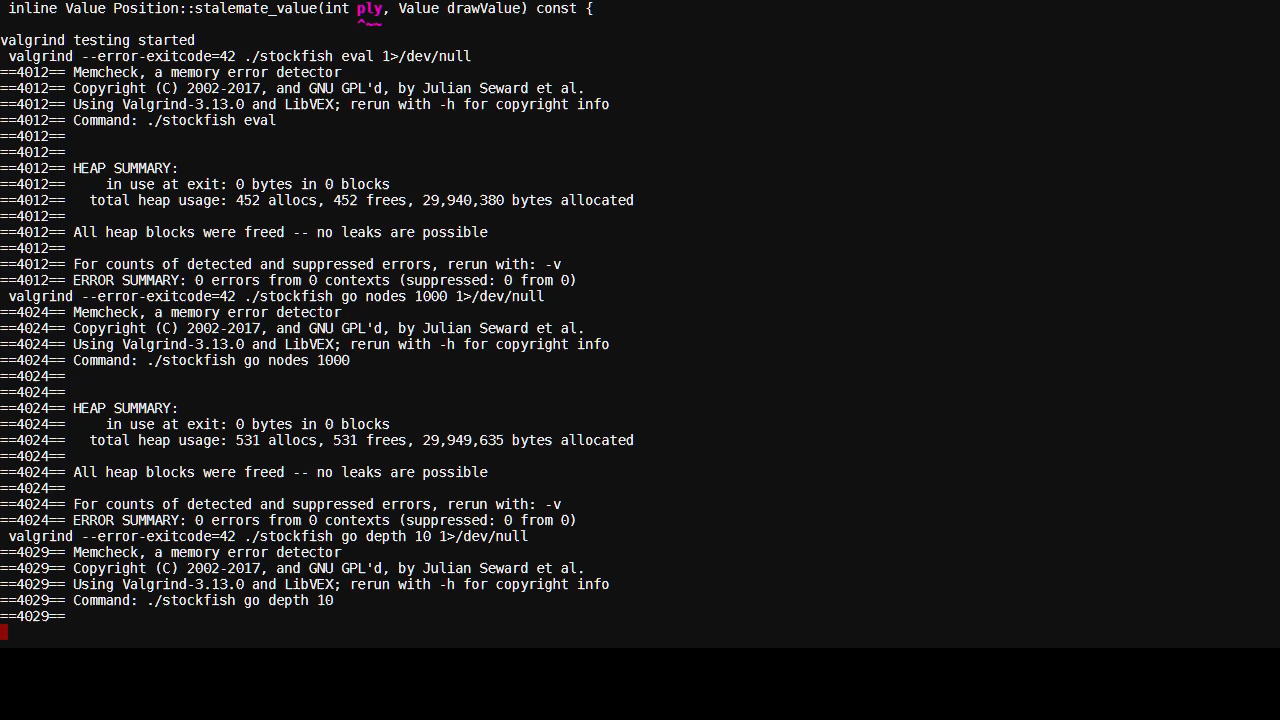 inline Value Position::stalemate_value(int ply, Value drawValue) const {
^~~
valgrind testing started
valgrind --error-exitcode=42 ./stockfish eval 1>/dev/null
==4012== Memcheck, a memory error detector
==4012== Copyright (C) 2002-2017, and GNU GPL'd, by Julian Seward et al.
==4012== Using Valgrind-3.13.0 and LibVEX; rerun with -h for copyright info
==4012== Command: ./stockfish eval
==4012==
==4012==
==4012== HEAP SUMMARY:
==4012==     in use at exit: 0 bytes in 0 blocks
==4012==   total heap usage: 452 allocs, 452 frees, 29,940,380 bytes allocated
==4012==
==4012== All heap blocks were freed -- no leaks are possible
==4012==
==4012== For counts of detected and suppressed errors, rerun with: -v
==4012== ERROR SUMMARY: 0 errors from 0 contexts (suppressed: 0 from 0)
valgrind --error-exitcode=42 ./stockfish go nodes 1000 1>/dev/null
==4024== Memcheck, a memory error detector
==4024== Copyright (C) 2002-2017, and GNU GPL'd, by Julian Seward et al.
==4024== Using Valgrind-3.13.0 and LibVEX; rerun with -h for copyright info
==4024== Command: ./stockfish go nodes 1000
==4024==
==4024==
==4024== HEAP SUMMARY:
==4024==     in use at exit: 0 bytes in 0 blocks
==4024==   total heap usage: 531 allocs, 531 frees, 29,949,635 bytes allocated
==4024==
==4024== All heap blocks were freed -- no leaks are possible
==4024==
==4024== For counts of detected and suppressed errors, rerun with: -v
==4024== ERROR SUMMARY: 0 errors from 0 contexts (suppressed: 0 from 0)
valgrind --error-exitcode=42 ./stockfish go depth 10 1>/dev/null
==4029== Memcheck, a memory error detector
==4029== Copyright (C) 2002-2017, and GNU GPL'd, by Julian Seward et al.
==4029== Using Valgrind-3.13.0 and LibVEX; rerun with -h for copyright info
==4029== Command: ./stockfish go depth 10
==4029==